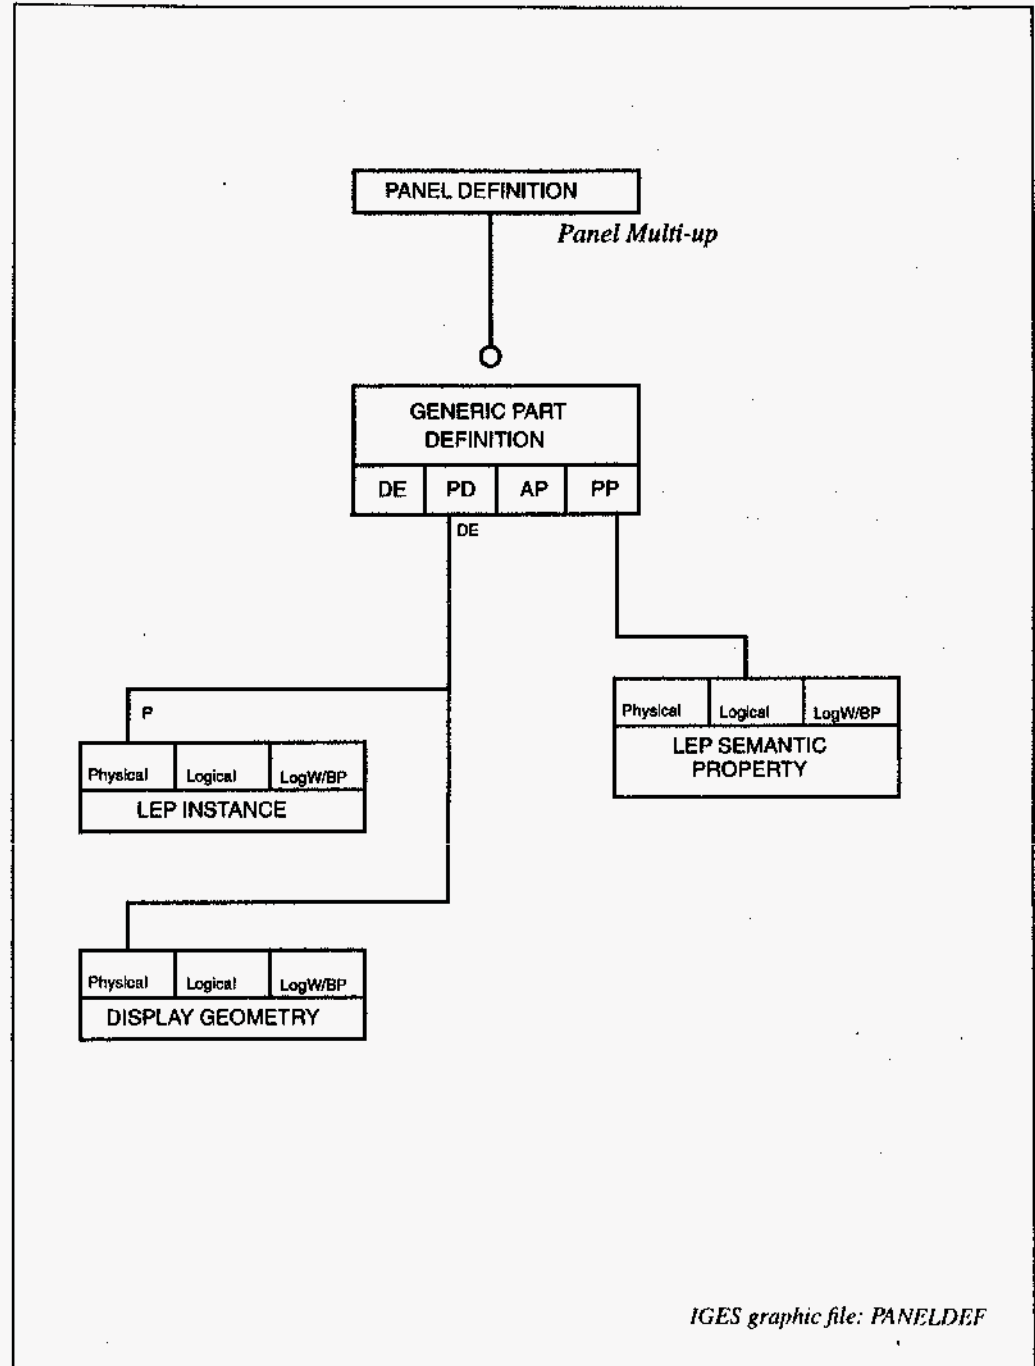 PANEL DEFINITION
Panel Multi-up
GENERIC PART
DEFINITION
DE PD AP PP
DE
P
Physical Logical LogW/BP
LEP SEMANTIC
PROPERTY
Physical Logical LogW/BP
LEP INSTANCE
Physical Logical LogW/BP
DISPLAY GEOMETRY
IGES graphic file: PANELDEF